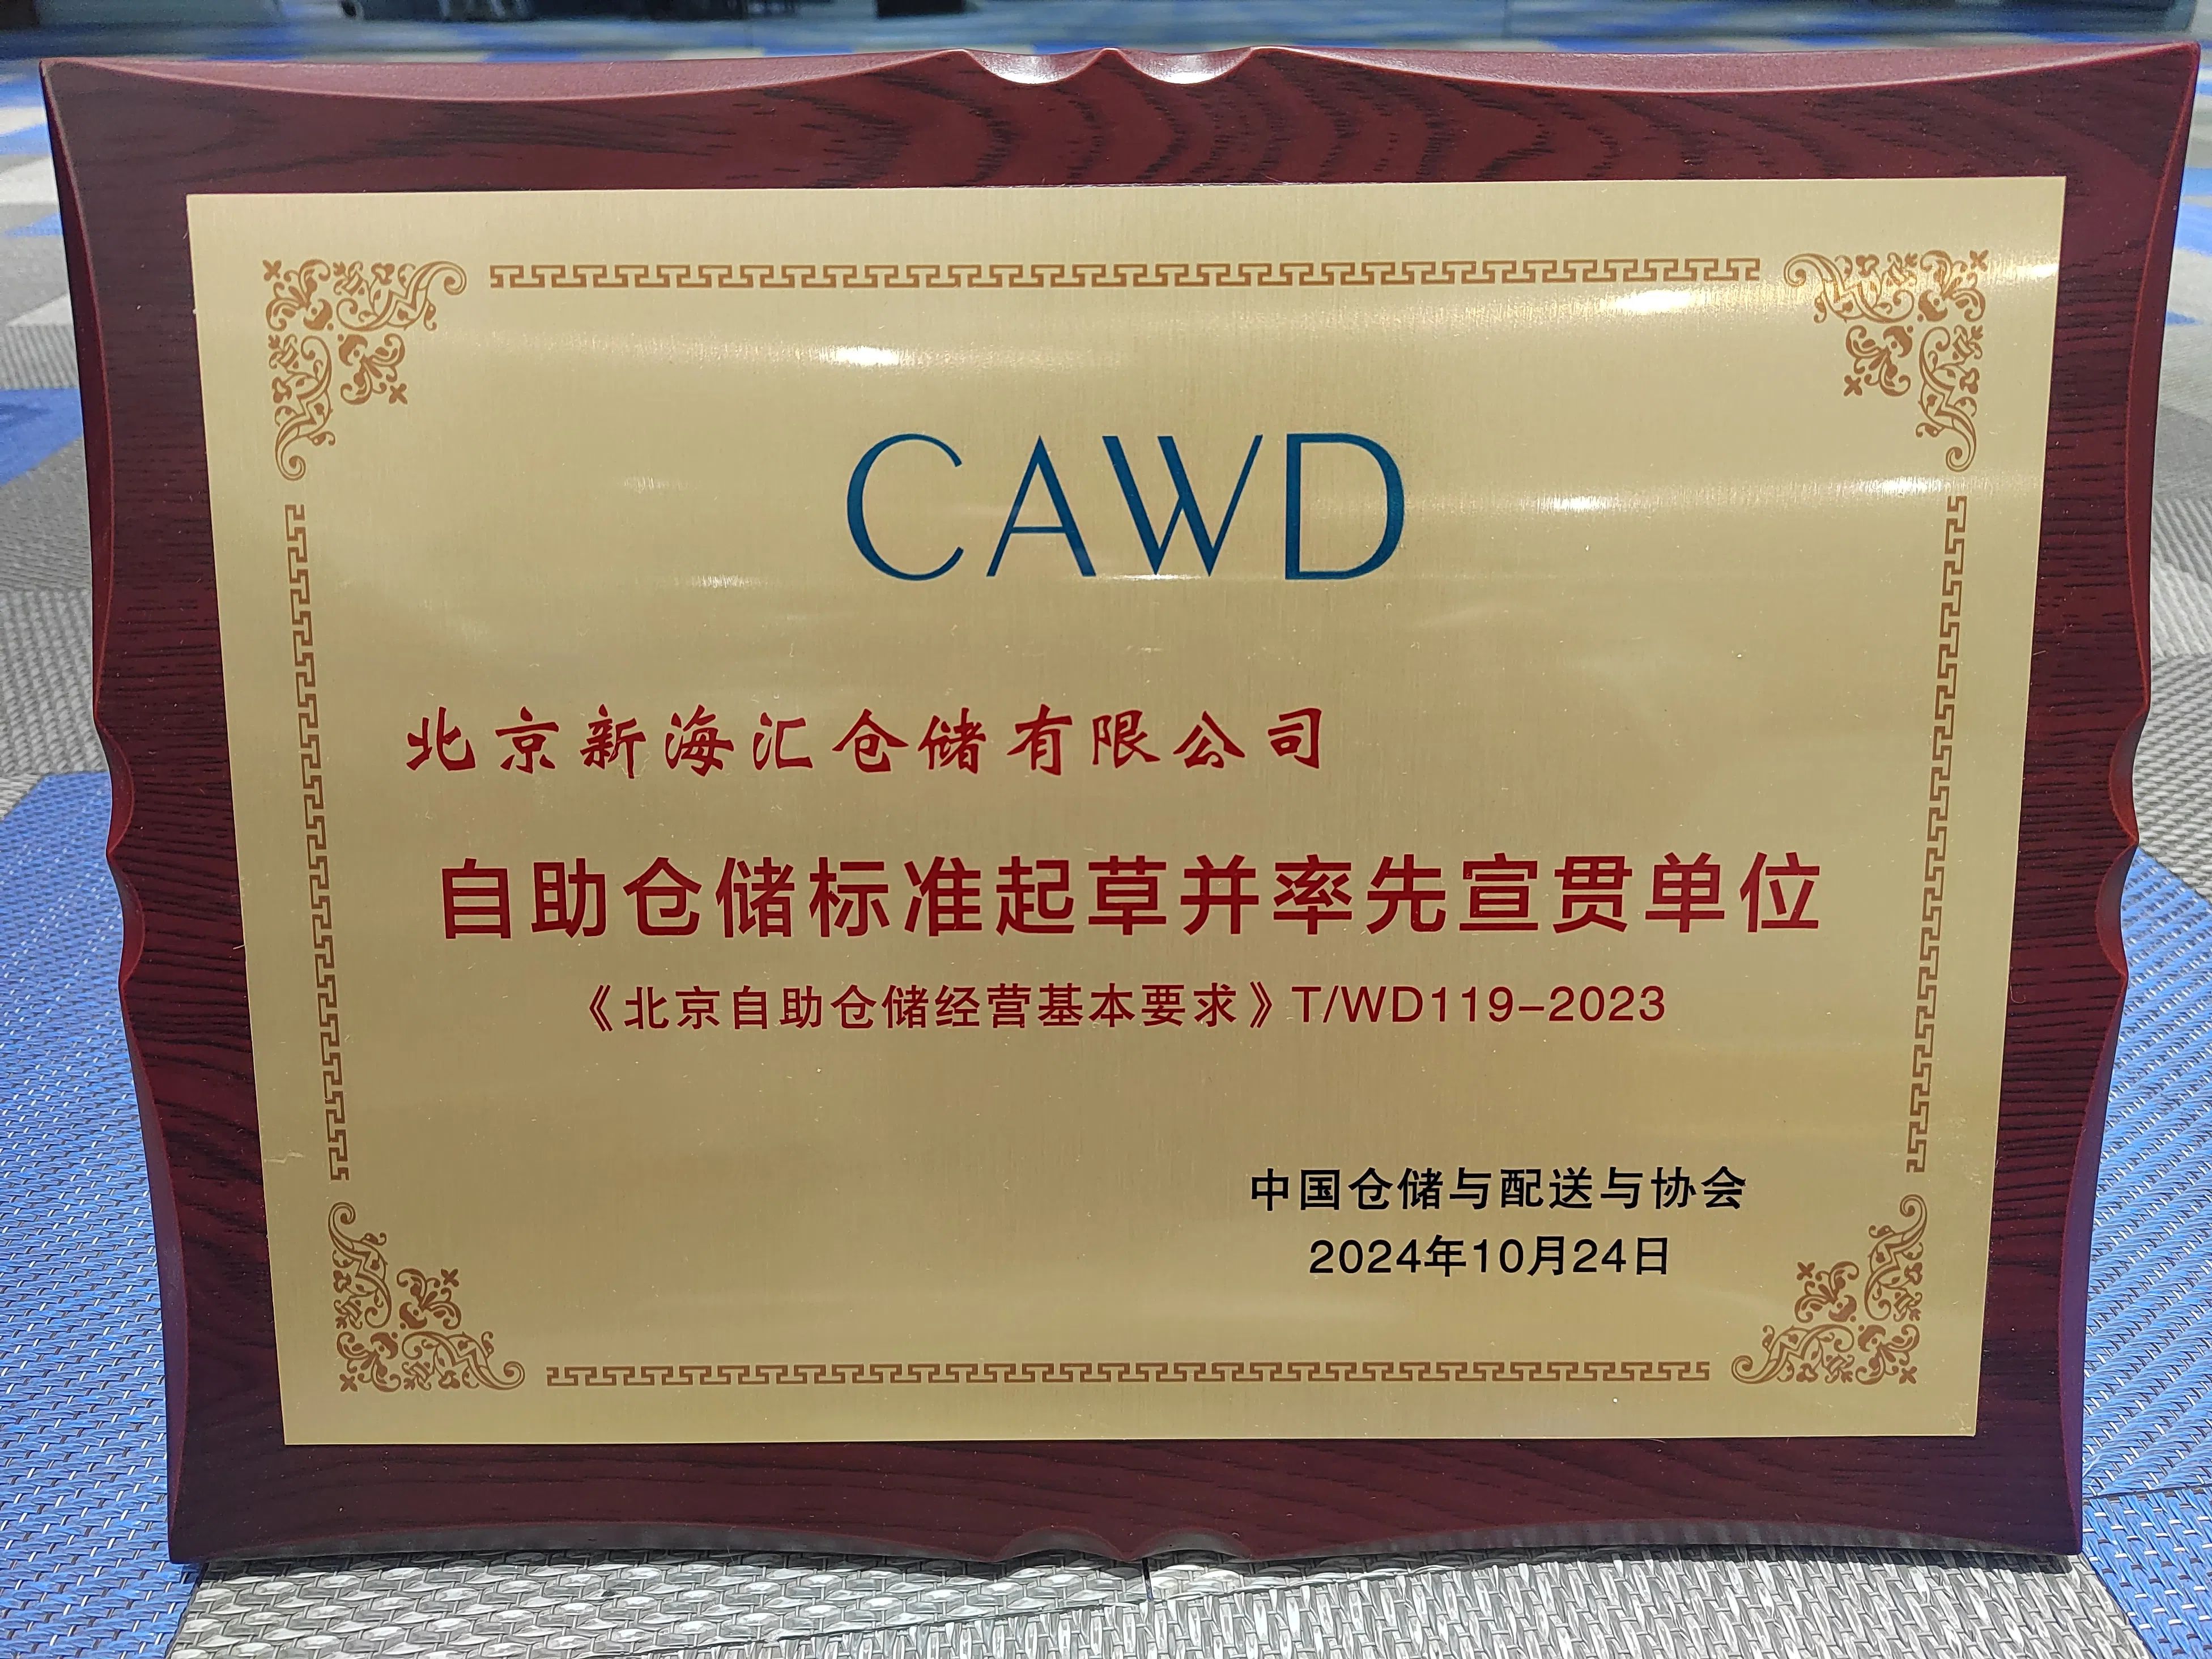 CAWD
北京新海汇仓储有限公司
自助仓储标准起草并率先宣贯单位
《北京自助仓储经营基本要求》T/WD119-2023
中国仓储与配送与协会
2024年10月24日